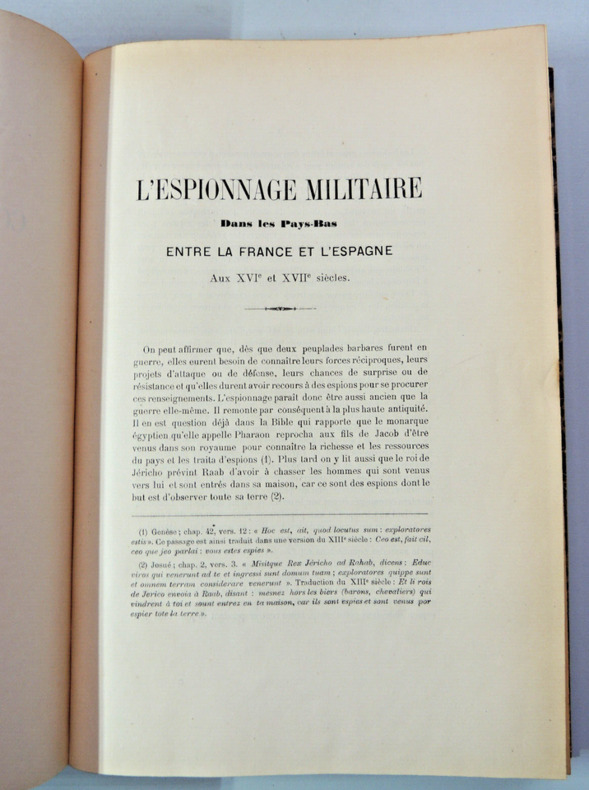 L'ESPIONNAGE MILITAIRE
Dans les Pays-Bas
ENTRE LA FRANCE ET L'ESPAGNE
Aux XVIe et XVIIe siècles.
On peut affirmer que, dès que deux peuplades barbares furent en
guerre, elles eurent besoin de connaître leurs forces réciproques, leurs
projets d'attaque ou de défense, leurs chances de surprise ou de
résistance et qu'elles durent avoir recours à des espions pour se procurer
ces renseignements. L'espionnage paraît donc être aussi ancien que la
guerre elle-même. Il remonte par conséquent à la plus haute antiquité.
Il en est question déjà dans la Bible qui rapporte que le monarque
égyptien qu'elle appelle Pharaon reprocha aux fils de Jacob d'être
venus dans son royaume pour connaître la richesse et les ressources
du pays et les traita d'espions (1). Plus tard on y lit aussi que le roi de
Jéricho prévint Raab d'avoir à chasser les hommes qui sont venus
vers lui et sont entrés dans sa maison, car ce sont des espions dont le
but est d'observer toute sa terre (2).
(1) Genèse; chap. 42, vers. 12 : « Hoc est, ait, quod locutus sum : exploratores
estis ». Ce passage est ainsi traduit dans une version du XIIIe siècle : Ceo est, fait cil,
ceo que jeo parlai : vous estes espies ».
(2) Josué; chap. 2, vers. 3. « Misitque Rex Jéricho ad Rahab, dicens : Educ
viros qui venerunt ad te et ingressi sunt domum tuam ; exploratores quippe sunt
et omnem terram considerare venerunt ». Traduction du XIIIe siècle : Et li rois
de Jerico envoia à Raab, disant : menez hors les biers (barons, chevaliers) qui
vindrent à toi et sount entrez en ta maison, car ils sont espies et sont venus por
espier tote la terre ».